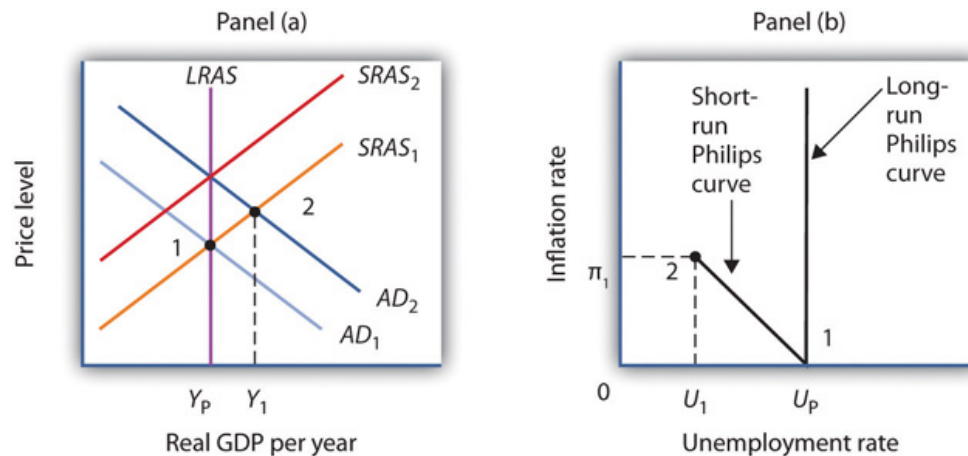 Panel (a)
LRAS
SRAS2
SRAS1
2
1
AD2
AD1
Price level
YP
Y1
Real GDP per year
Panel (b)
Short-
run
Philips
curve
Long-
run
Philips
curve
Inflation rate
π1
2
1
0
U1
UP
Unemployment rate